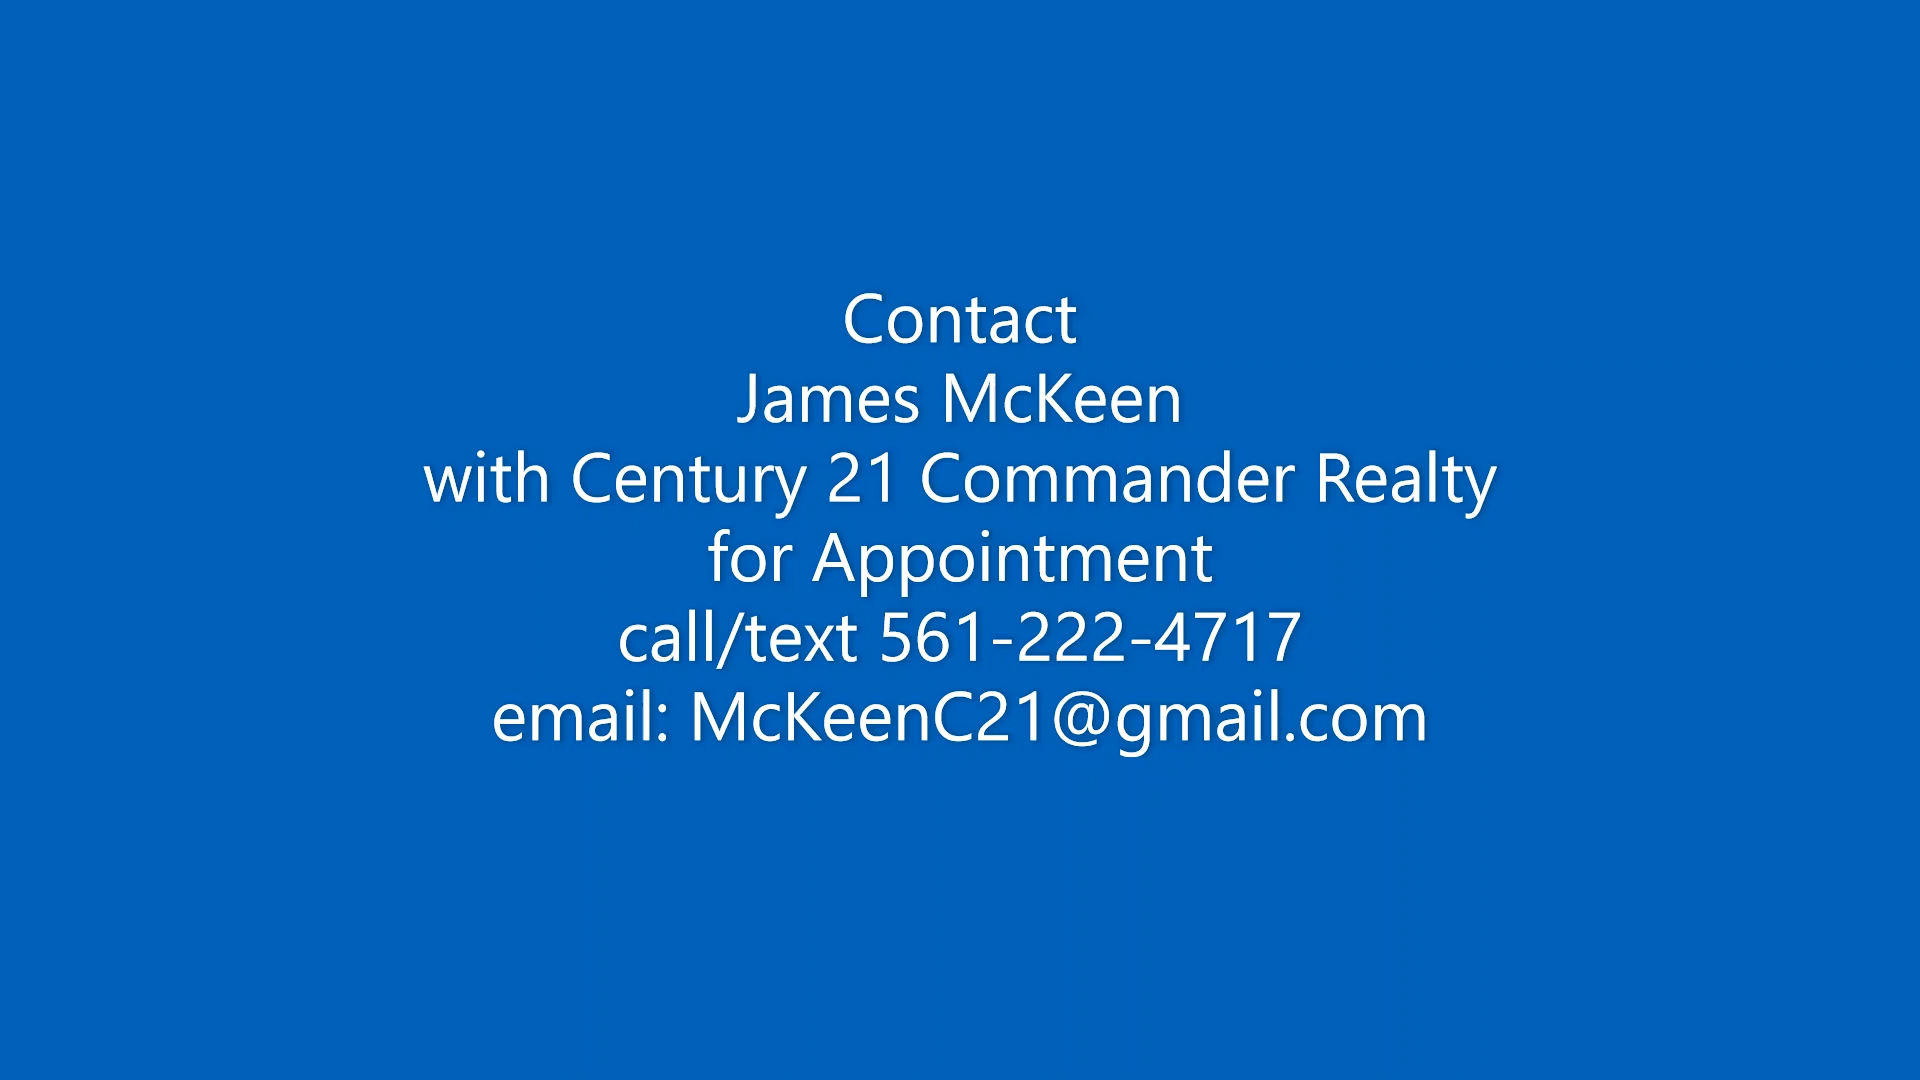 Contact
James McKeen
with Century 21 Commander Realty
for Appointment
call/text 561-222-4717
email: McKeenC21@gmail.com